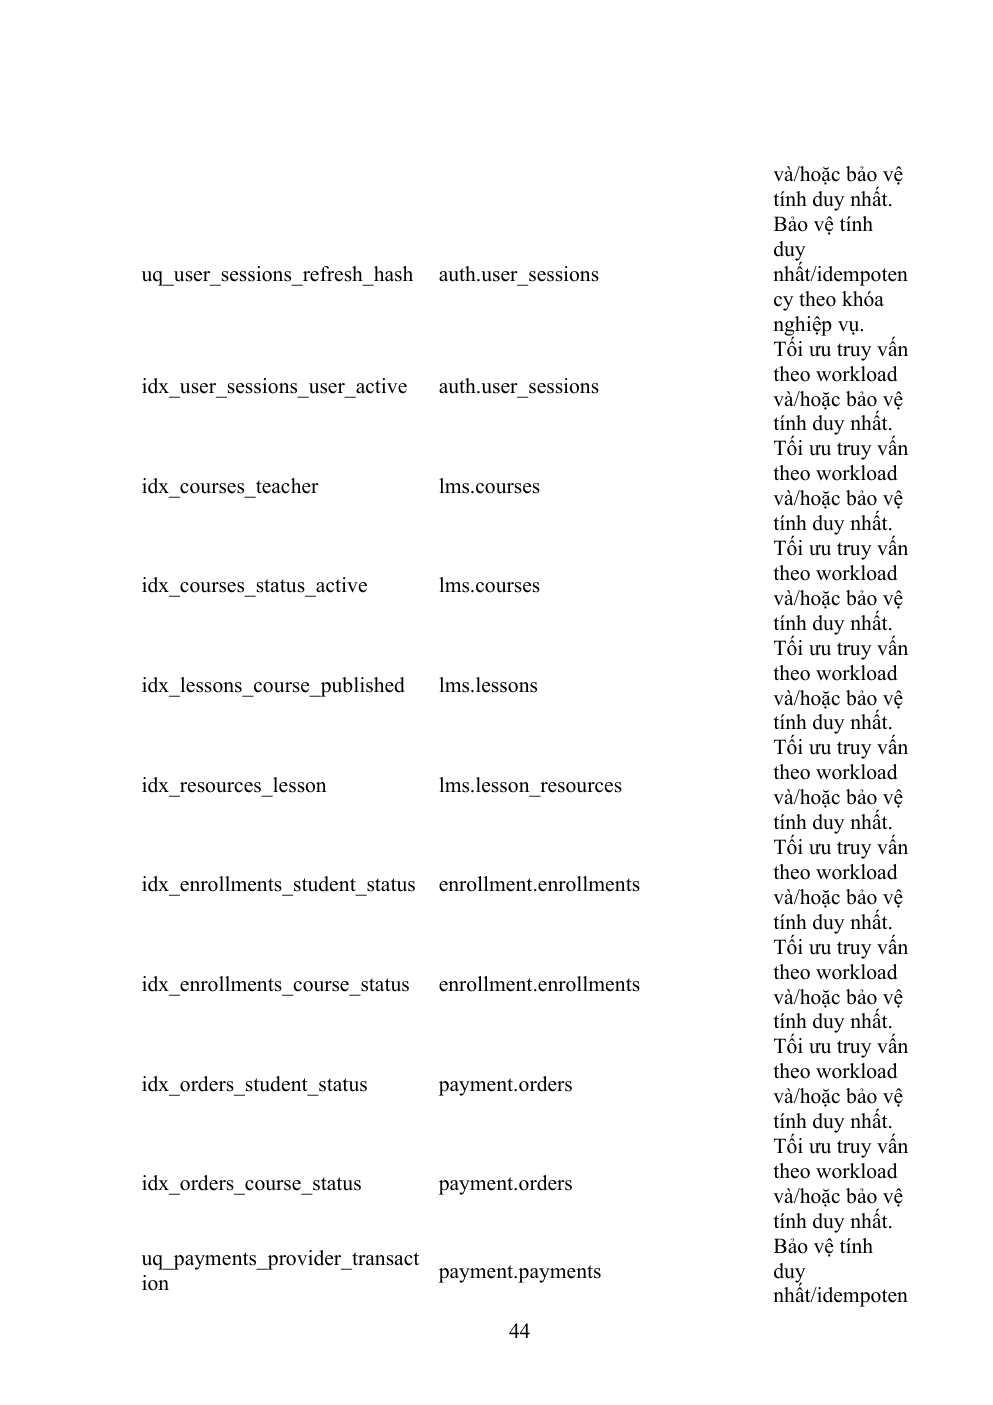 và/hoặc bảo vệ
tính duy nhất.
uq_user_sessions_refresh_hash auth.user_sessions
Bảo vệ tính
duy
nhất/idempoten
cy theo khóa
nghiệp vụ.
idx_user_sessions_user_active auth.user_sessions
Tối ưu truy vấn
theo workload
và/hoặc bảo vệ
tính duy nhất.
idx_courses_teacher lms.courses
Tối ưu truy vấn
theo workload
và/hoặc bảo vệ
tính duy nhất.
idx_courses_status_active lms.courses
Tối ưu truy vấn
theo workload
và/hoặc bảo vệ
tính duy nhất.
idx_lessons_course_published lms.lessons
Tối ưu truy vấn
theo workload
và/hoặc bảo vệ
tính duy nhất.
idx_resources_lesson lms.lesson_resources
Tối ưu truy vấn
theo workload
và/hoặc bảo vệ
tính duy nhất.
idx_enrollments_student_status enrollment.enrollments
Tối ưu truy vấn
theo workload
và/hoặc bảo vệ
tính duy nhất.
idx_enrollments_course_status enrollment.enrollments
Tối ưu truy vấn
theo workload
và/hoặc bảo vệ
tính duy nhất.
idx_orders_student_status payment.orders
Tối ưu truy vấn
theo workload
và/hoặc bảo vệ
tính duy nhất.
idx_orders_course_status payment.orders
Tối ưu truy vấn
theo workload
và/hoặc bảo vệ
tính duy nhất.
uq_payments_provider_transact
ion
payment.payments
Bảo vệ tính
duy
nhất/idempoten
44